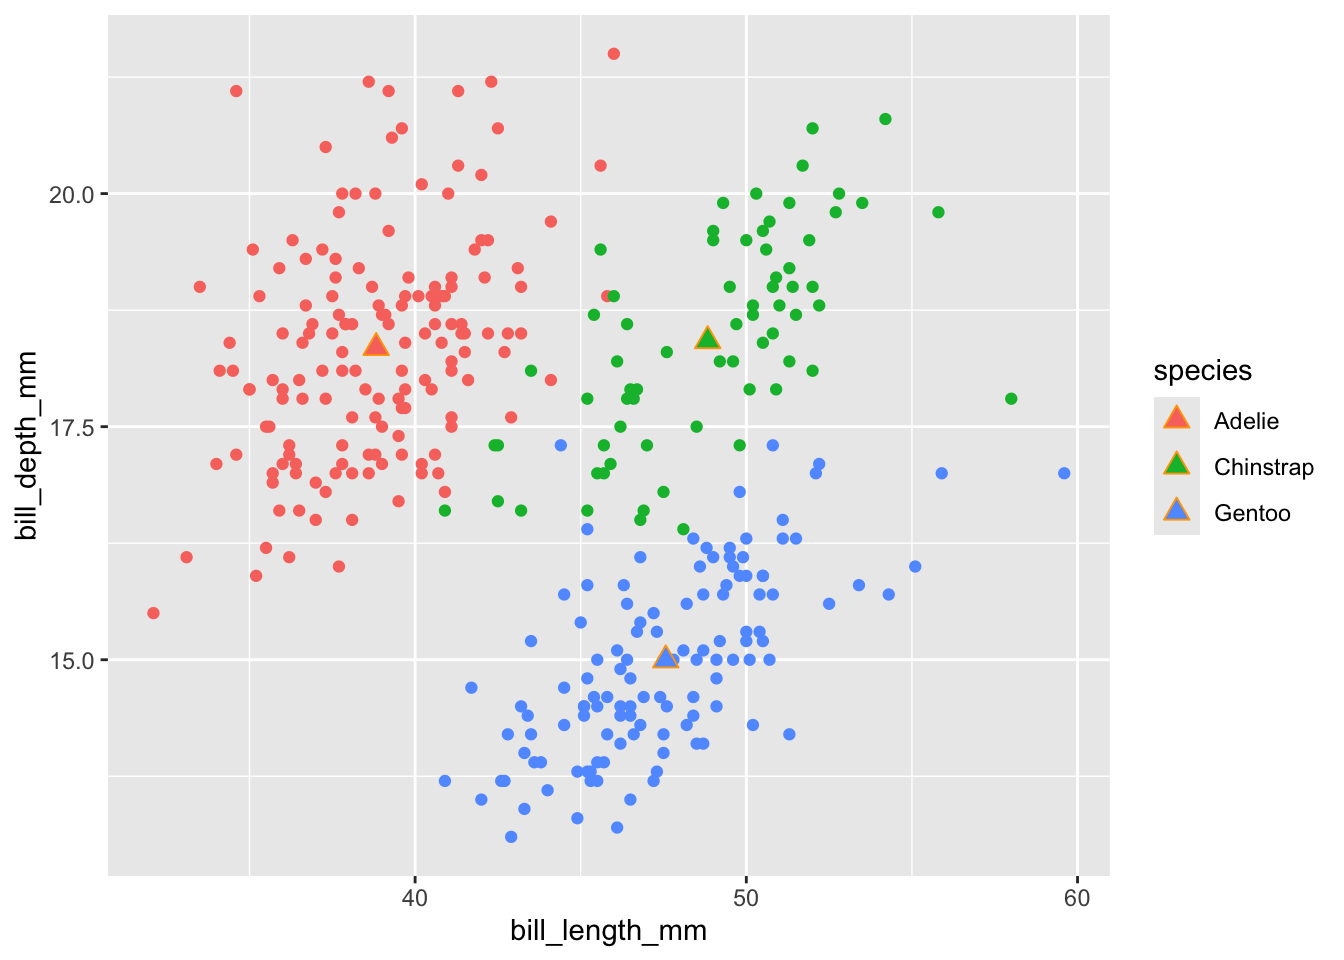 20.0
17.5
15.0
40
50
60
bill_length_mm
bill_depth_mm
species
Adelie
Chinstrap
Gentoo